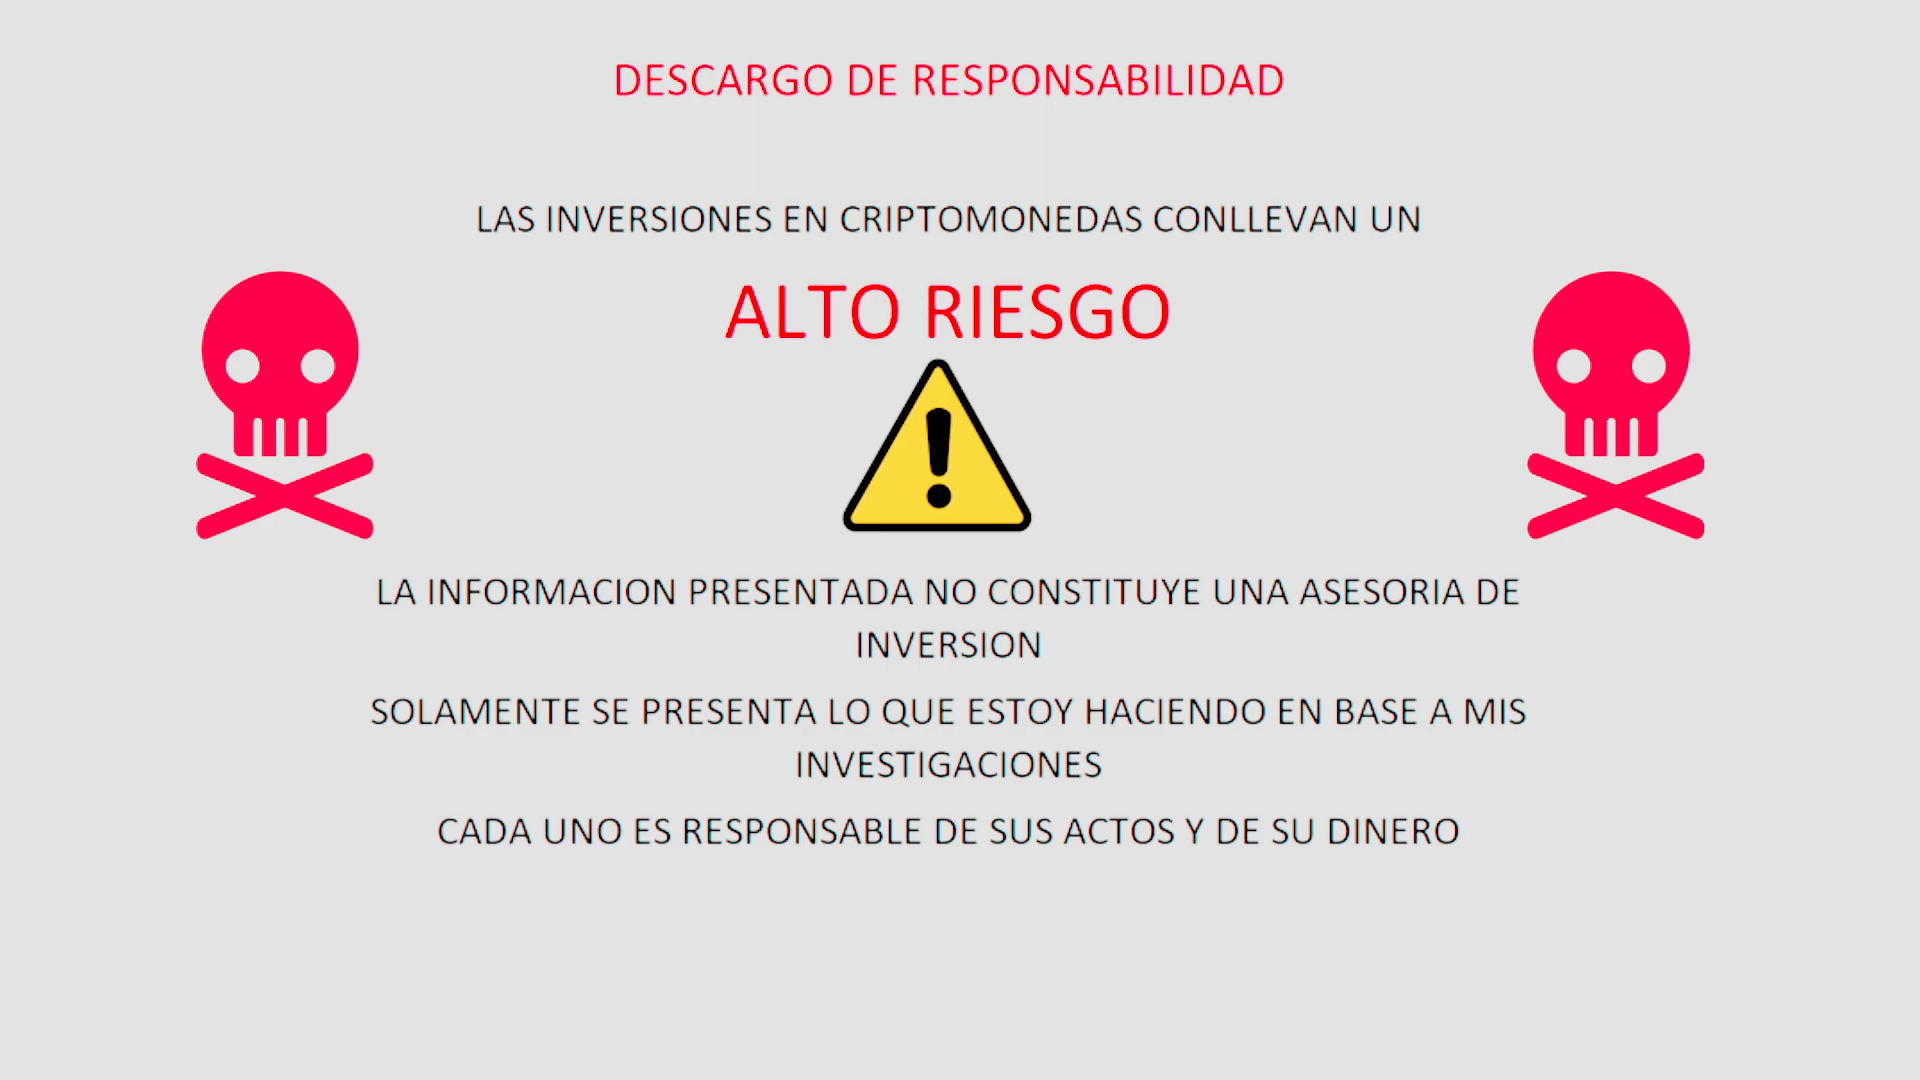 DESCARGO DE RESPONSABILIDAD
LAS INVERSIONES EN CRIPTOMONEDAS CONLLEVAN UN
ALTO RIESGO
LA INFORMACION PRESENTADA NO CONSTITUYE UNA ASESORIA DE
INVERSION
SOLAMENTE SE PRESENTA LO QUE ESTOY HACIENDO EN BASE A MIS
INVESTIGACIONES
CADA UNO ES RESPONSABLE DE SUS ACTOS Y DE SU DINERO